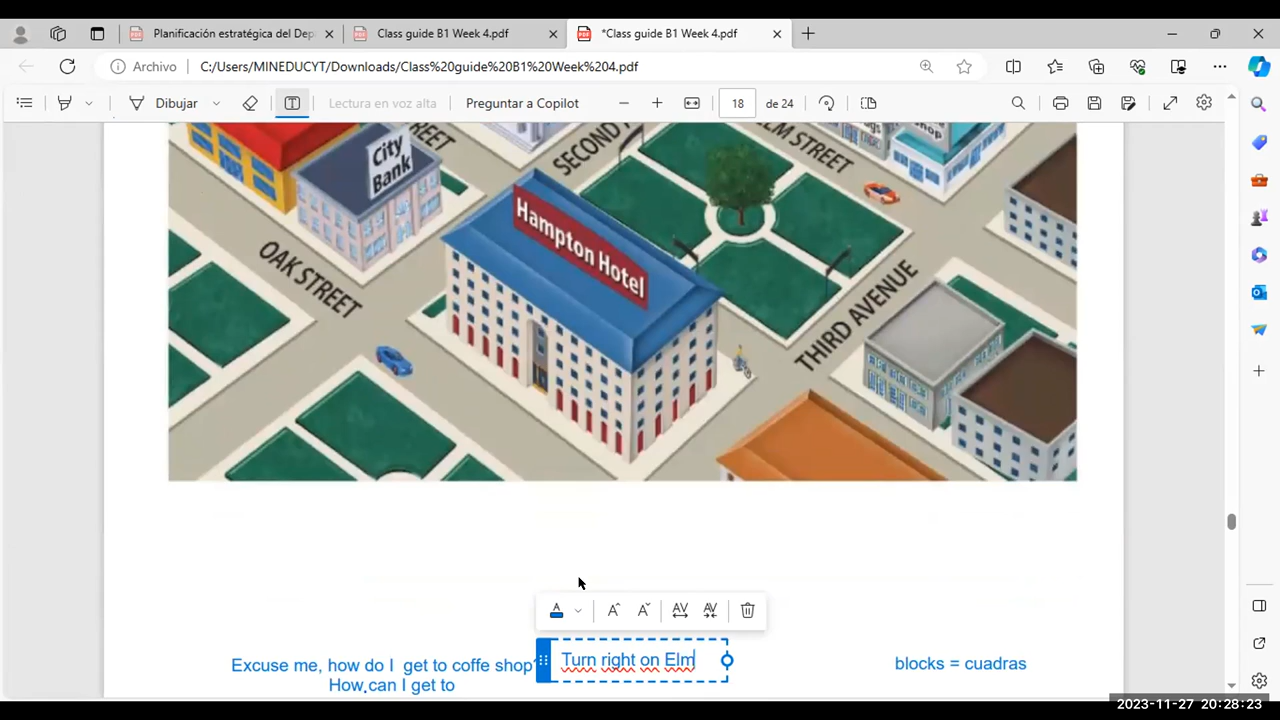 Planificación estratégica del Dep
Class guide B1 Week 4.pdf
*Class guide B1 Week 4.pdf
Archivo
C:/Users/MINEDUCYT/Downloads/Class%20guide%20B1%20Week%204.pdf
Dibujar
Lectura en voz alta
Preguntar a Copilot
18
de 24
City
Bank
SECOND
ELM STREET
Hampton Hotel
OAK STREET
THIRD AVENUE
Turn right on Elm
Excuse me, how do I get to coffe shop?
How can I get to
blocks = cuadras
2023-11-27 20:28:23